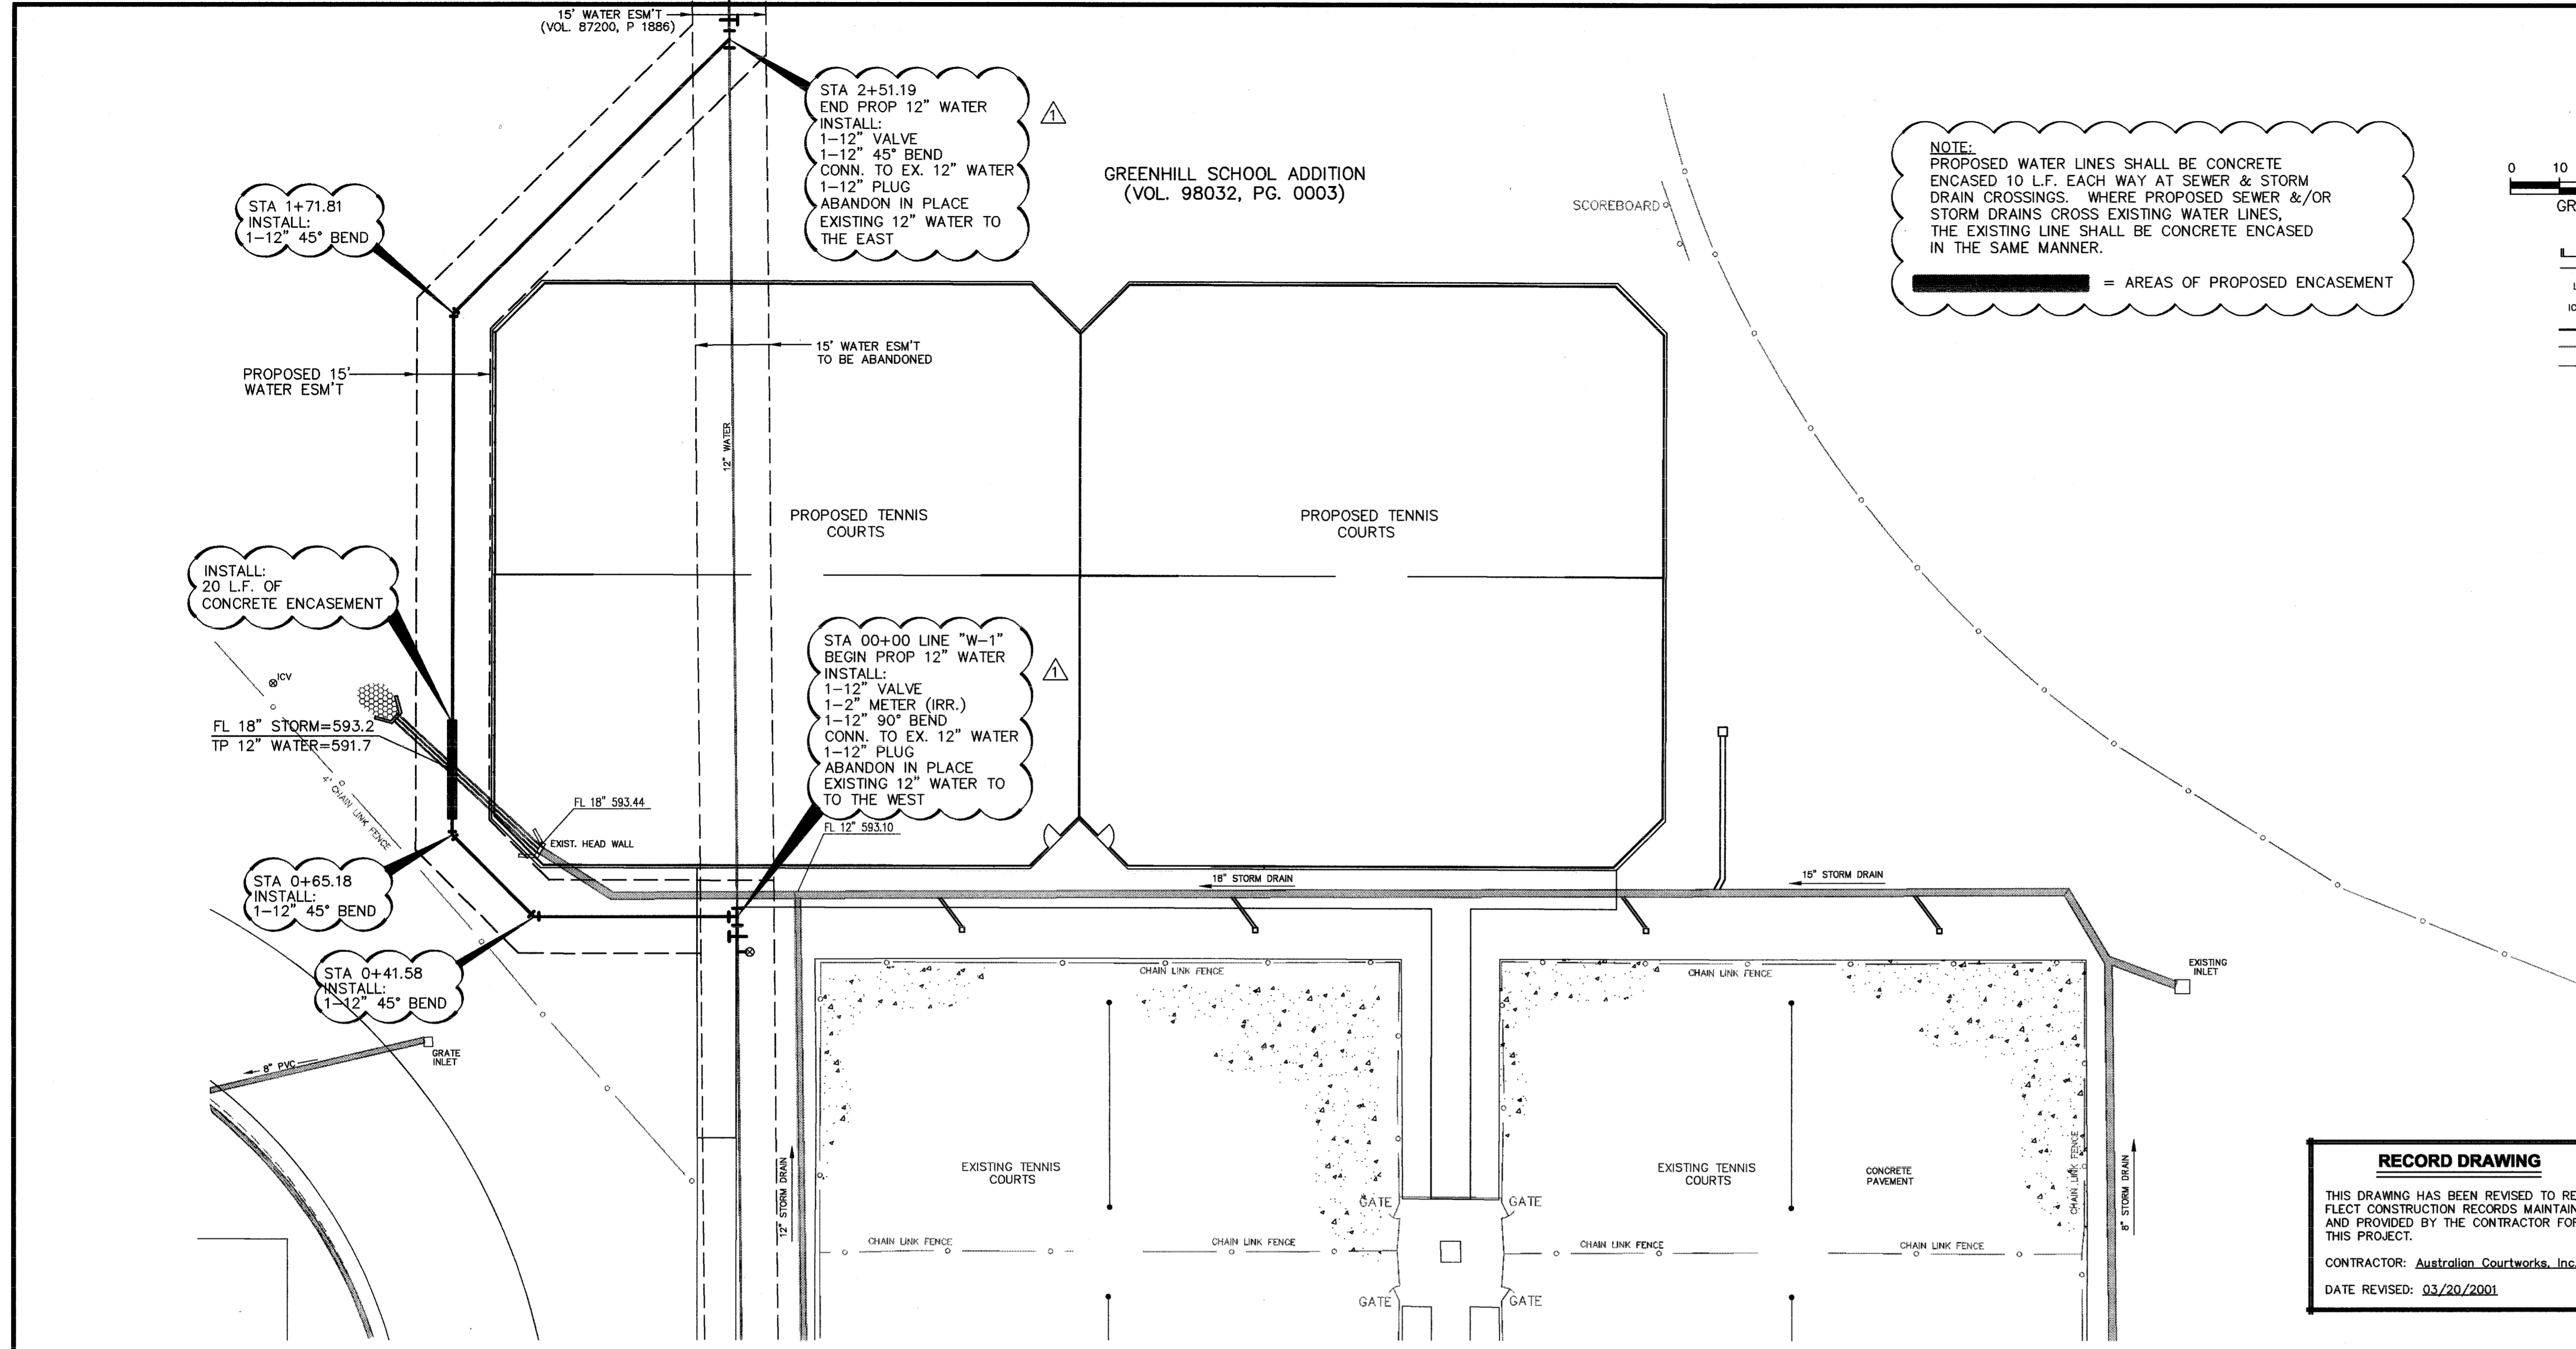 15' WATER ESM'T
(VOL. 87200, P 1886)
STA 2+51.19
END PROP 12" WATER
INSTALL:
1-12" VALVE
1-12" 45° BEND
CONN. TO EX. 12" WATER
1-12" PLUG
ABANDON IN PLACE
EXISTING 12" WATER TO
THE EAST
1
GREENHILL SCHOOL ADDITION
(VOL. 98032, PG. 0003)
SCOREBOARD
NOTE:
PROPOSED WATER LINES SHALL BE CONCRETE
ENCASED 10 L.F. EACH WAY AT SEWER & STORM
DRAIN CROSSINGS. WHERE PROPOSED SEWER &/OR
STORM DRAINS CROSS EXISTING WATER LINES,
THE EXISTING LINE SHALL BE CONCRETE ENCASED
IN THE SAME MANNER.
= AREAS OF PROPOSED ENCASEMENT
0 10
STA 1+71.81
INSTALL:
1-12" 45° BEND
PROPOSED 15'
WATER ESM'T
15' WATER ESM'T
TO BE ABANDONED
12" WATER
PROPOSED TENNIS
COURTS
PROPOSED TENNIS
COURTS
INSTALL:
20 L.F. OF
CONCRETE ENCASEMENT
STA 00+00 LINE "W-1"
BEGIN PROP 12" WATER
INSTALL:
1-12" VALVE
1-2" METER (IRR.)
1-12" 90° BEND
CONN. TO EX. 12" WATER
1-12" PLUG
ABANDON IN PLACE
EXISTING 12" WATER TO
TO THE WEST
1
ICV
FL 18" STORM=593.2
TP 12" WATER=591.7
4' CHAIN LINK FENCE
FL 18" 593.44
EXIST. HEAD WALL
FL 12" 593.10
18" STORM DRAIN
15" STORM DRAIN
STA 0+65.18
INSTALL:
1-12" 45° BEND
STA 0+41.58
INSTALL:
1-12" 45° BEND
8" PVC
GRATE
INLET
CHAIN LINK FENCE
CHAIN LINK FENCE
EXISTING
INLET
12" STORM DRAIN
EXISTING TENNIS
COURTS
EXISTING TENNIS
COURTS
CONCRETE
PAVEMENT
CHAIN LINK FENCE
8" STORM DRAIN
GATE
GATE
CHAIN LINK FENCE
CHAIN LINK FENCE
CHAIN LINK FENCE
CHAIN LINK FENCE
GATE
GATE
RECORD DRAWING
THIS DRAWING HAS BEEN REVISED TO RE
FLECT CONSTRUCTION RECORDS MAINTAIN
AND PROVIDED BY THE CONTRACTOR FOR
THIS PROJECT.
CONTRACTOR: Australian Courtworks, Inc.
DATE REVISED: 03/20/2001